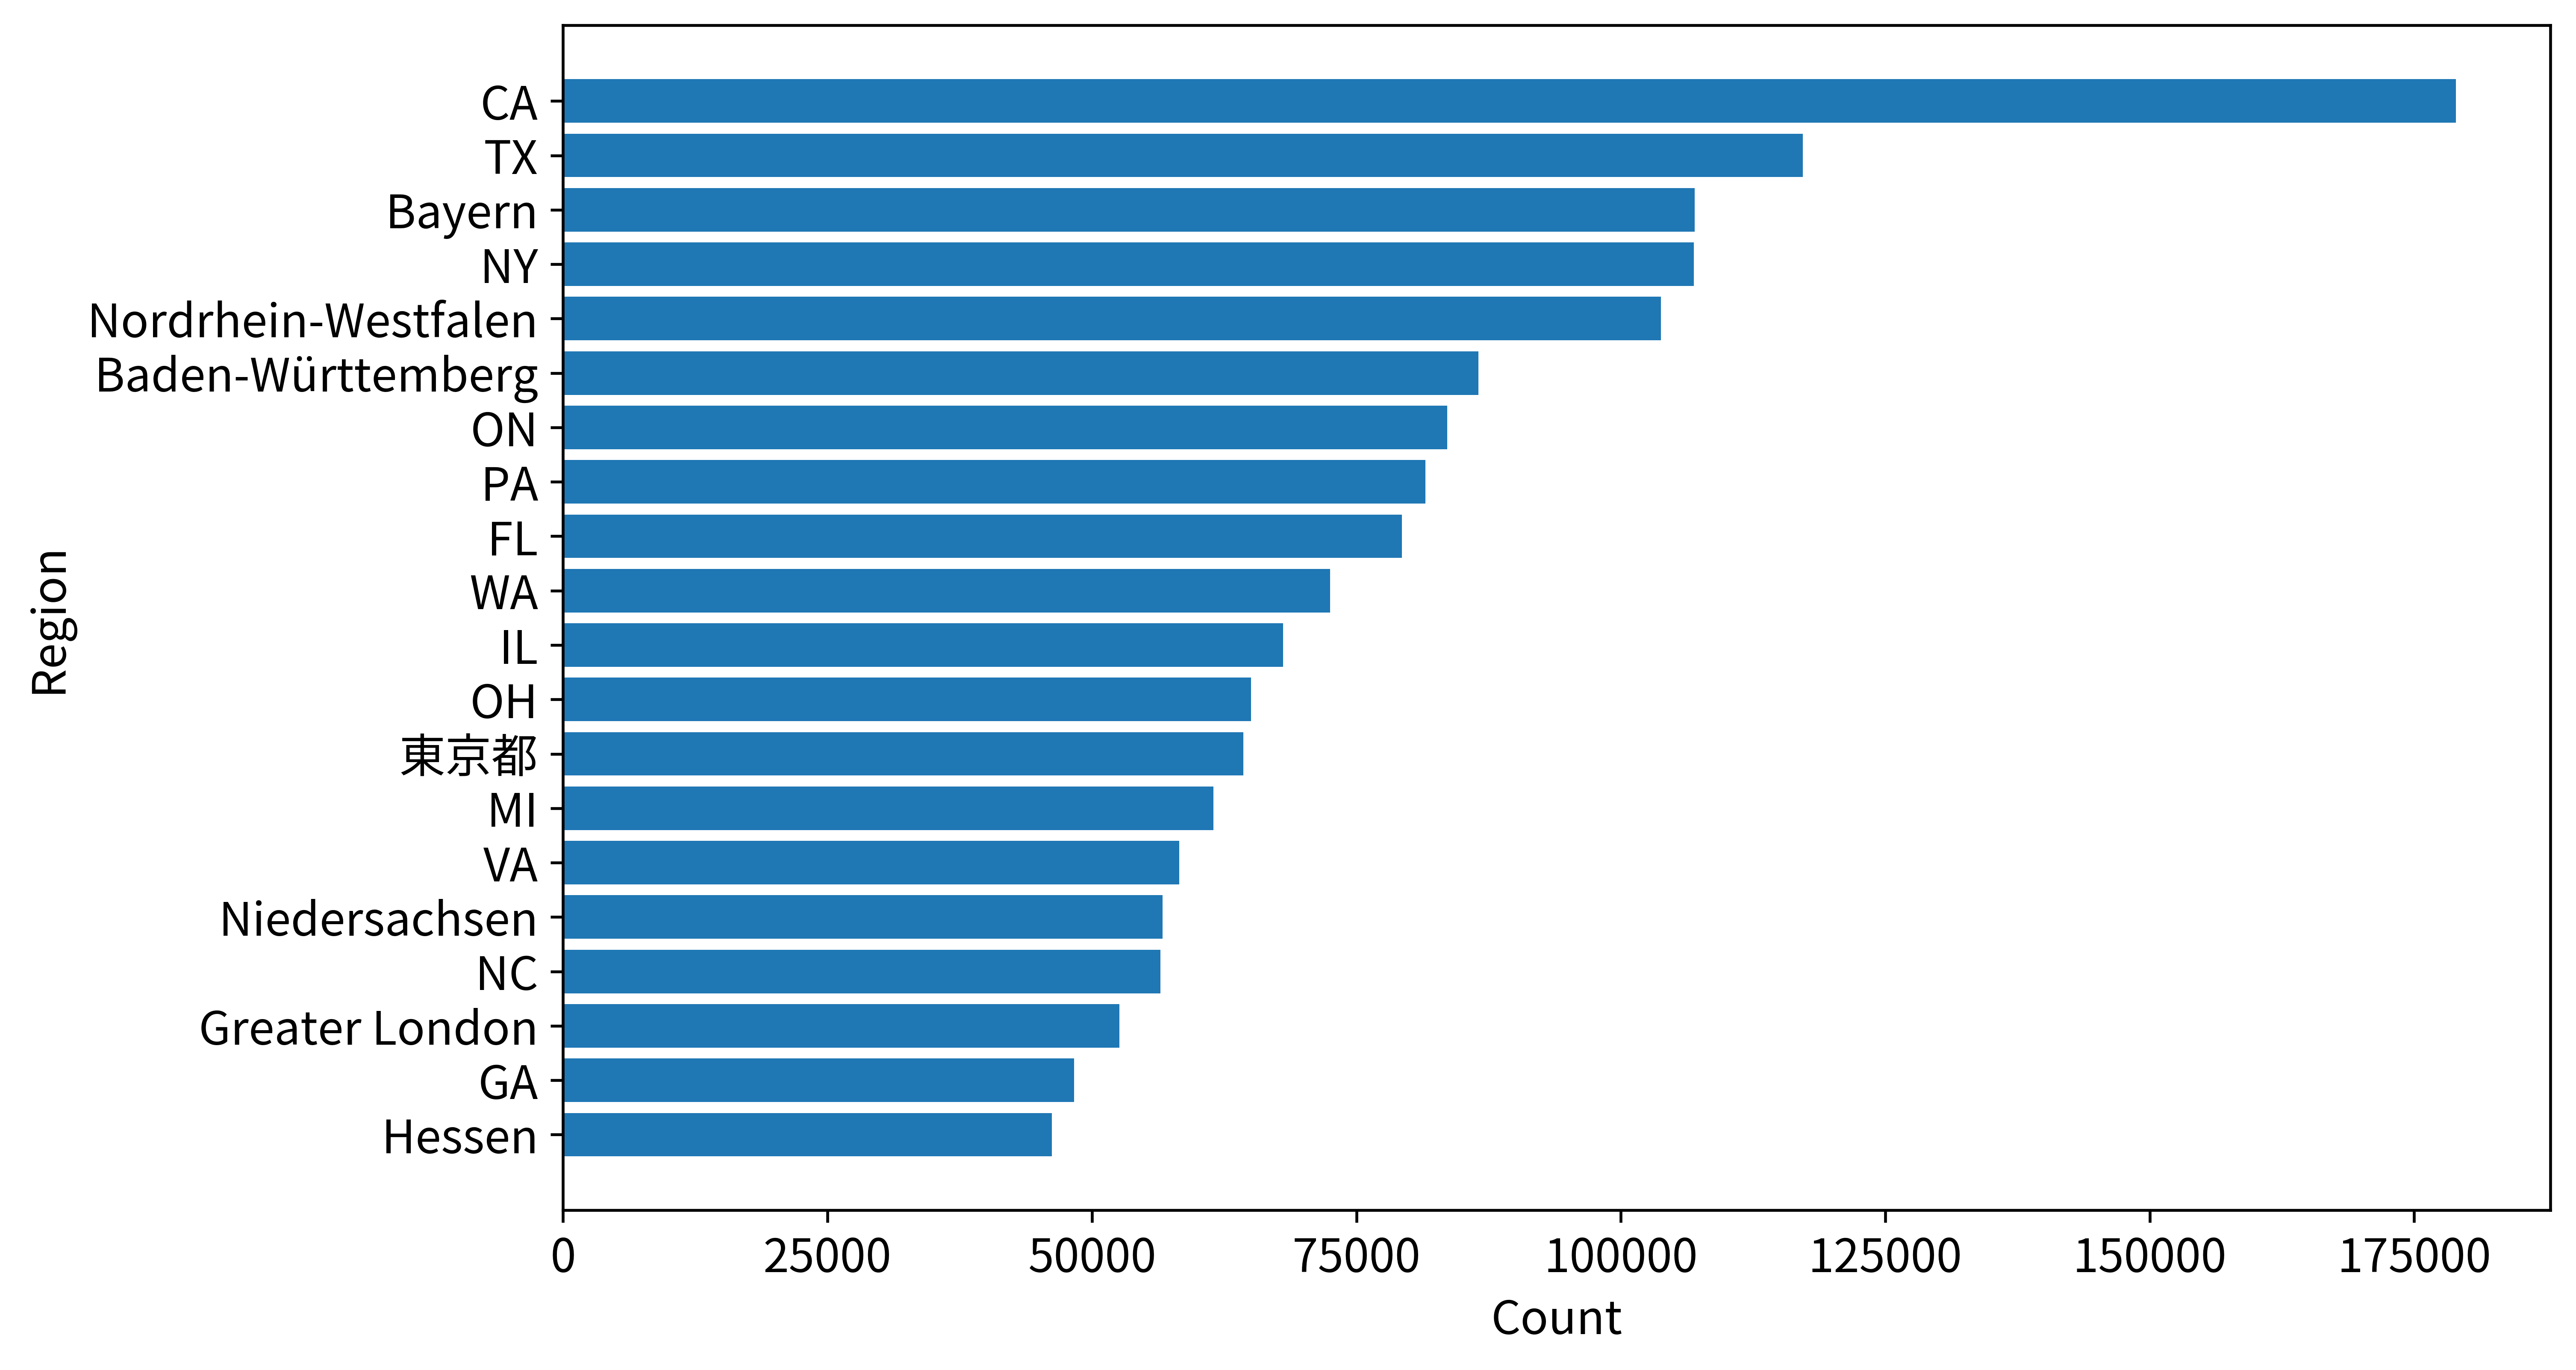 CA
TX
Bayern
NY
Nordrhein-Westfalen
Baden-Württemberg
ON
PA
FL
WA
IL
OH
東京都
MI
VA
Niedersachsen
NC
Greater London
GA
Hessen
Region
0 25000 50000 75000 100000 125000 150000 175000
Count